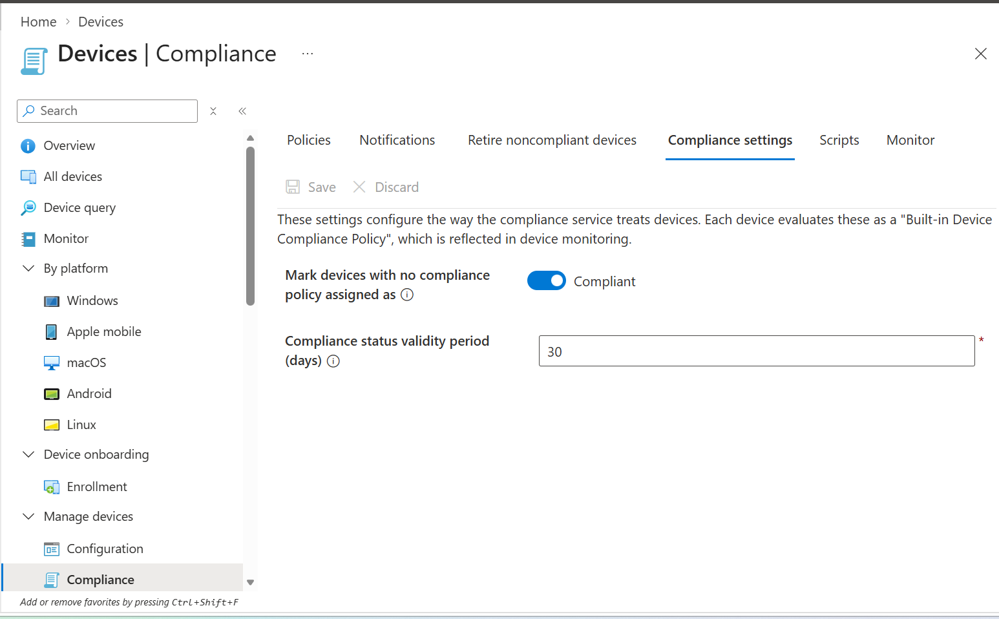 Home > Devices
Devices | Compliance ...
Search
Overview
All devices
Device query
Monitor
By platform
Windows
Apple mobile
macOS
Android
Linux
Device onboarding
Enrollment
Manage devices
Configuration
Compliance
Add or remove favorites by pressing Ctrl+Shift+F
Policies Notifications Retire noncompliant devices Compliance settings Scripts Monitor
Save Discard
These settings configure the way the compliance service treats devices. Each device evaluates these as a "Built-in Device
Compliance Policy", which is reflected in device monitoring.
Mark devices with no compliance
policy assigned as
Compliant
Compliance status validity period
(days)
30 *